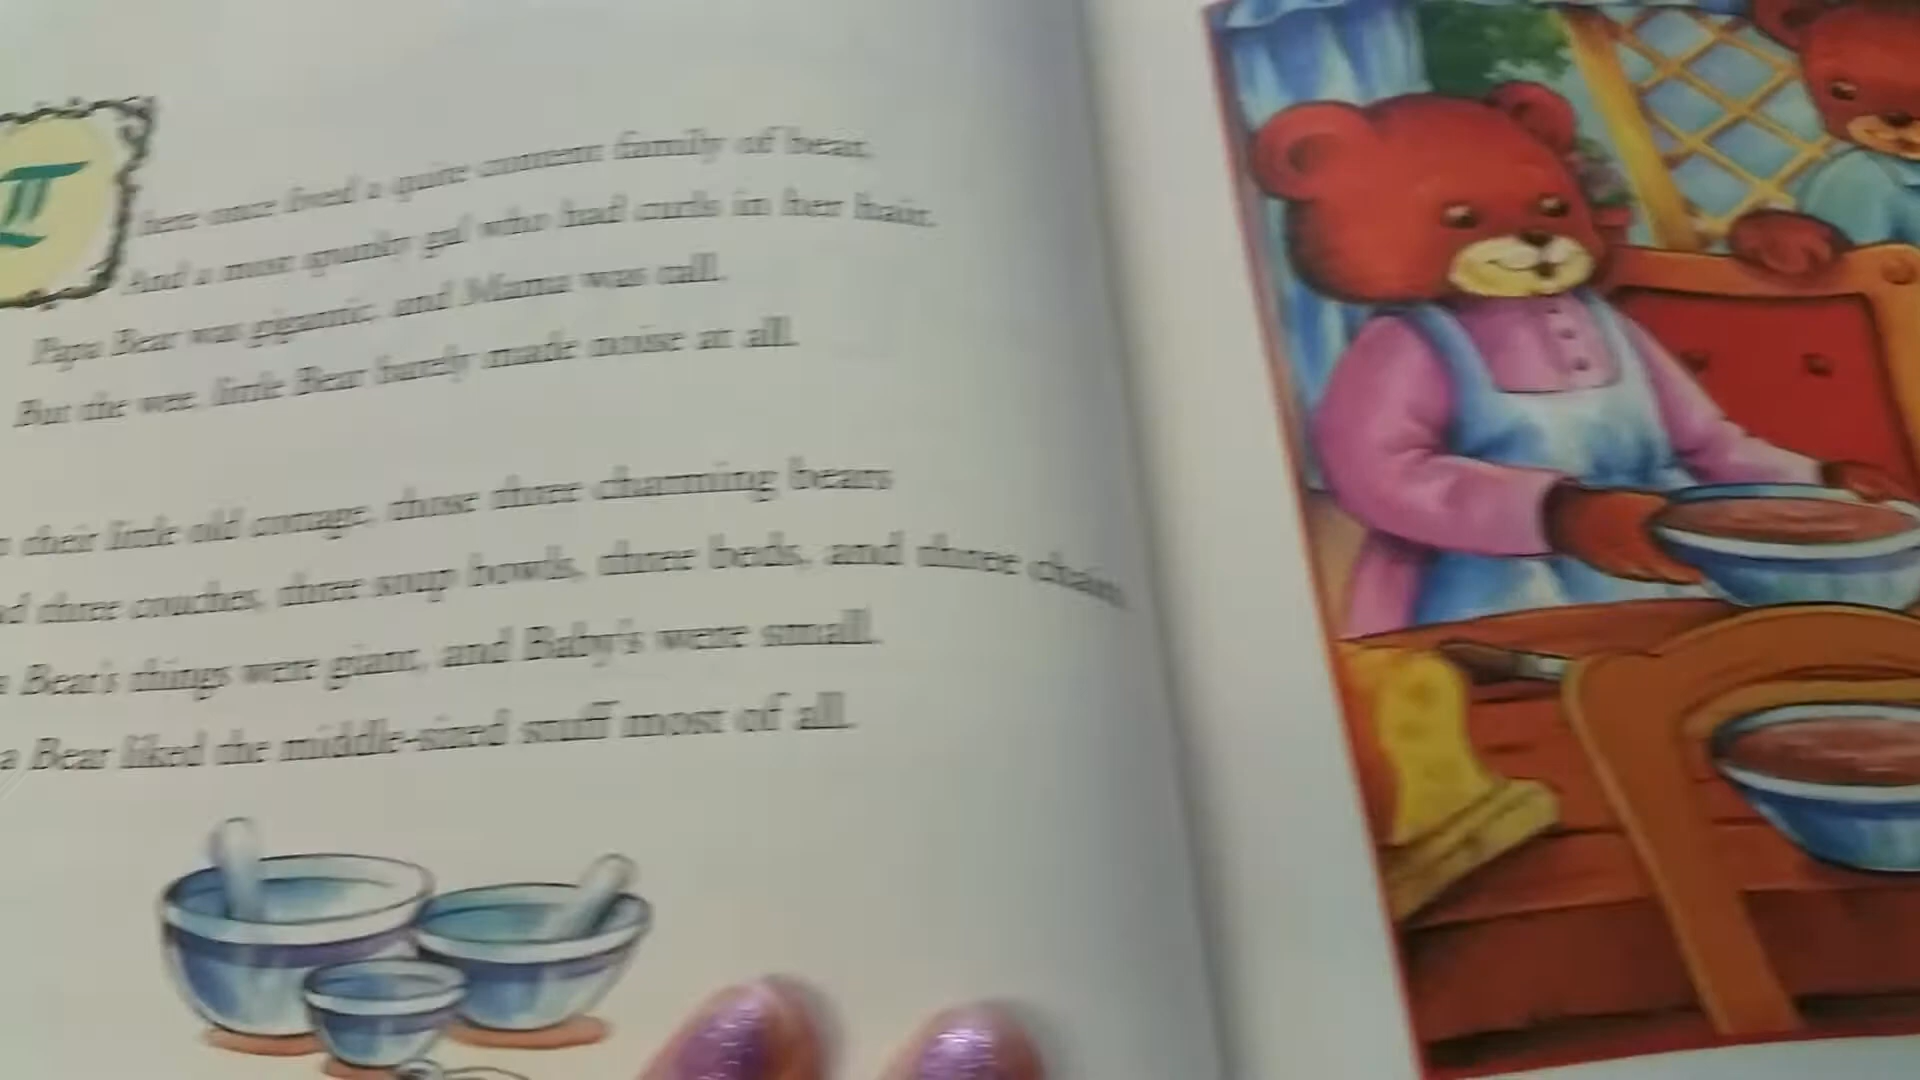 There once lived a quite content family of bear.
And a most spunky gal who had curls in her hair.
Papa Bear was gigantic, and Mama was tall.
But the wee, little Bear barely made noise at all.
their little old cottage, those three charming bears
three couches, three soup bowls, three beds, and three chairs.
Bear's things were giant, and Baby's were small.
a Bear liked the middle-sized stuff most of all.